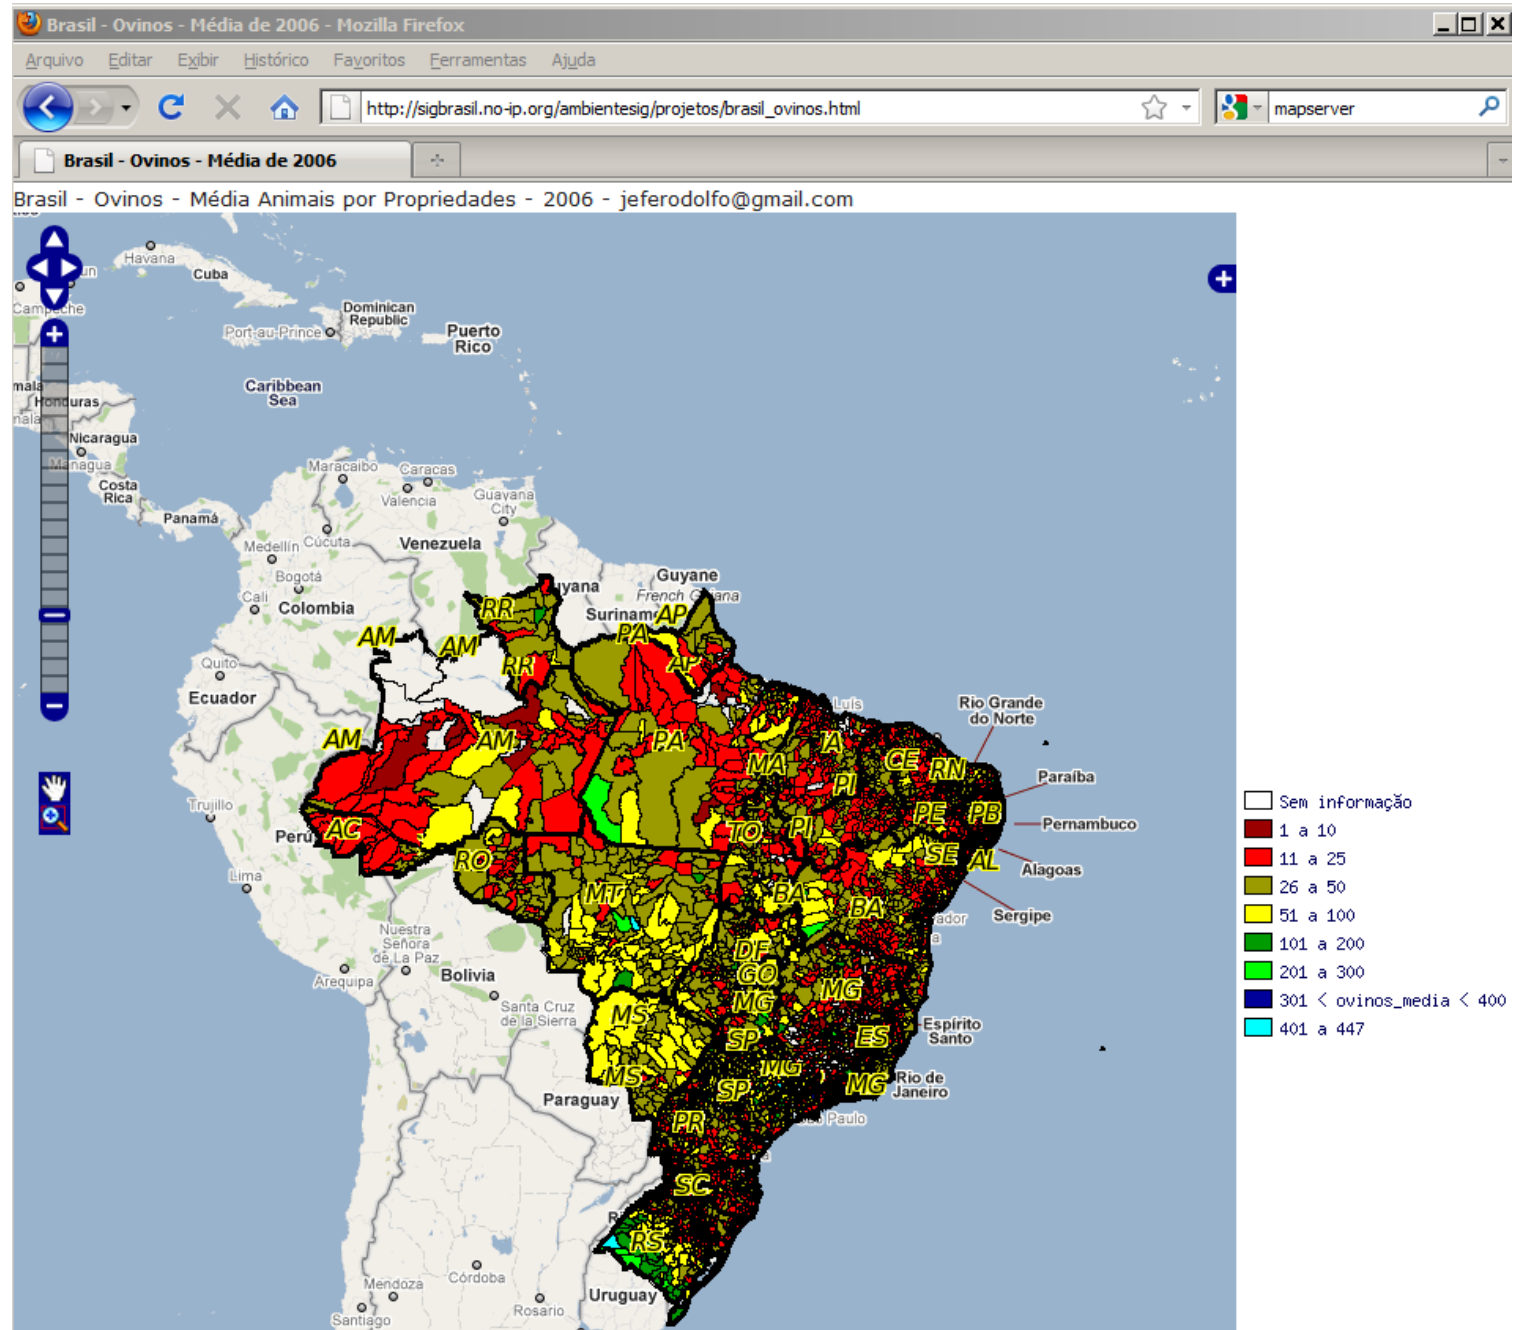 Brasil - Ovinos - Média de 2006 - Mozilla Firefox
Arquivo Editar Exibir Histórico Favoritos Ferramentas Ajuda
http://sigbrasil.no-ip.org/ambientesig/projetos/brasil_ovinos.html
mapserver
Brasil - Ovinos - Média de 2006
Brasil - Ovinos - Média Animais por Propriedades - 2006 - jeferodolfo@gmail.com
Havana
Cuba
Campeche
Dominican
Republic
Port-au-Prince
Puerto
Rico
Caribbean
Sea
Honduras
Nicaragua
Managua
Costa
Rica
Panamá
Maracaibo
Caracas
Valencia
Guayana
City
Medellín
Cúcuta
Venezuela
Bogotá
Cali
Colombia
Guyane
French Guiana
Suriname
RR
AP
PA
AM
AM
RR
AP
Quito
Ecuador
AM
AM
PA
MA
PI
CE
RN
Rio Grande
do Norte
Paraíba
Trujillo
Perú
AC
RO
TO
PI
PE
PB
Pernambuco
SE
AL
Alagoas
Lima
MT
BA
BA
Sergipe
Nuestra
Señora
de La Paz
Arequipa
Bolivia
Santa Cruz
de la Sierra
DF
GO
MG
MG
MS
SP
ES
Espírito
Santo
MS
MG
SP
MG
Rio de
Janeiro
Paraguay
Paulo
PR
SC
RS
Uruguay
Córdoba
Mendoza
Rosario
Santiago
Sem informação
1 a 10
11 a 25
26 a 50
51 a 100
101 a 200
201 a 300
301 < ovinos_media < 400
401 a 447